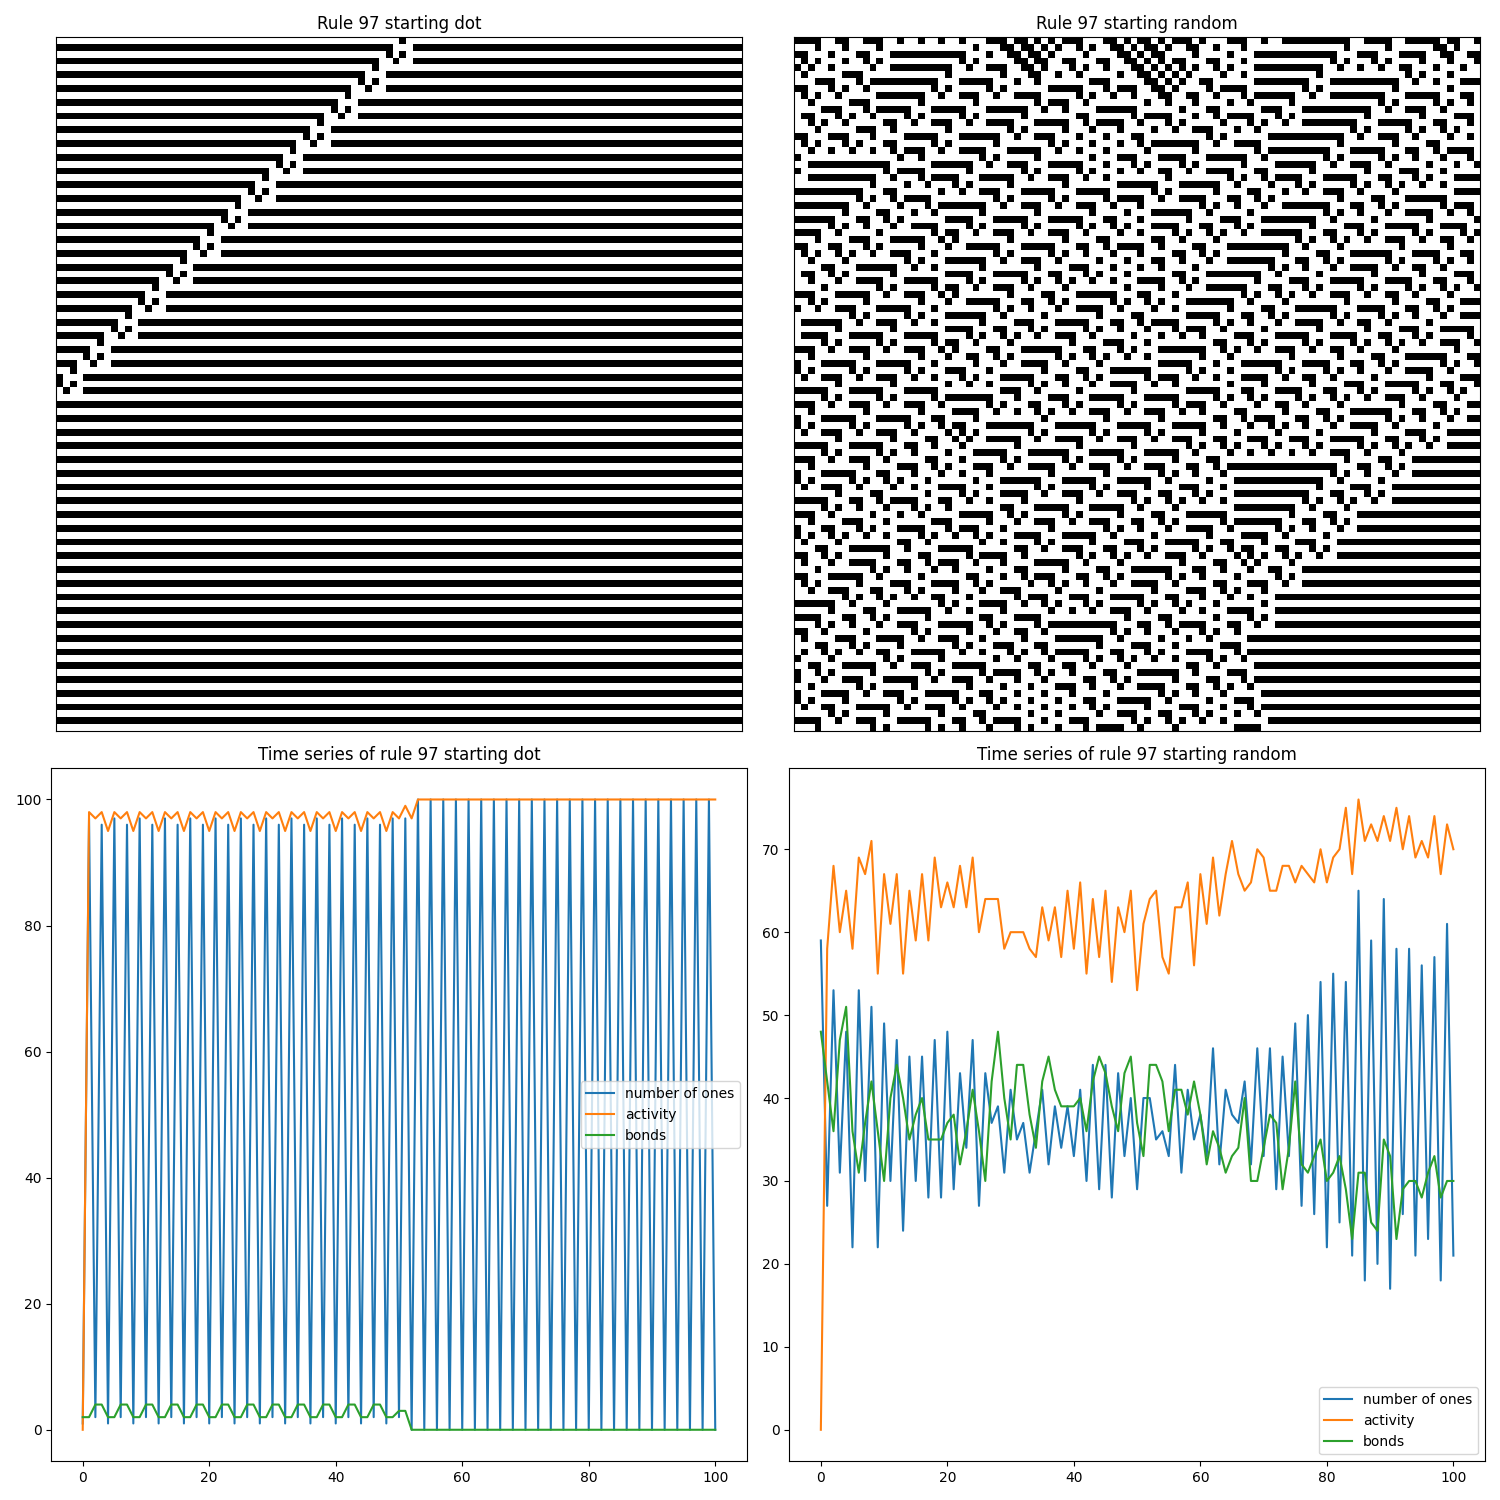 Rule 97 starting dot
Rule 97 starting random
Time series of rule 97 starting dot
100
80
60
40
20
0
number of ones
activity
bonds
0 20 40 60 80 100
Time series of rule 97 starting random
70
60
50
40
30
20
10
0
number of ones
activity
bonds
0 20 40 60 80 100